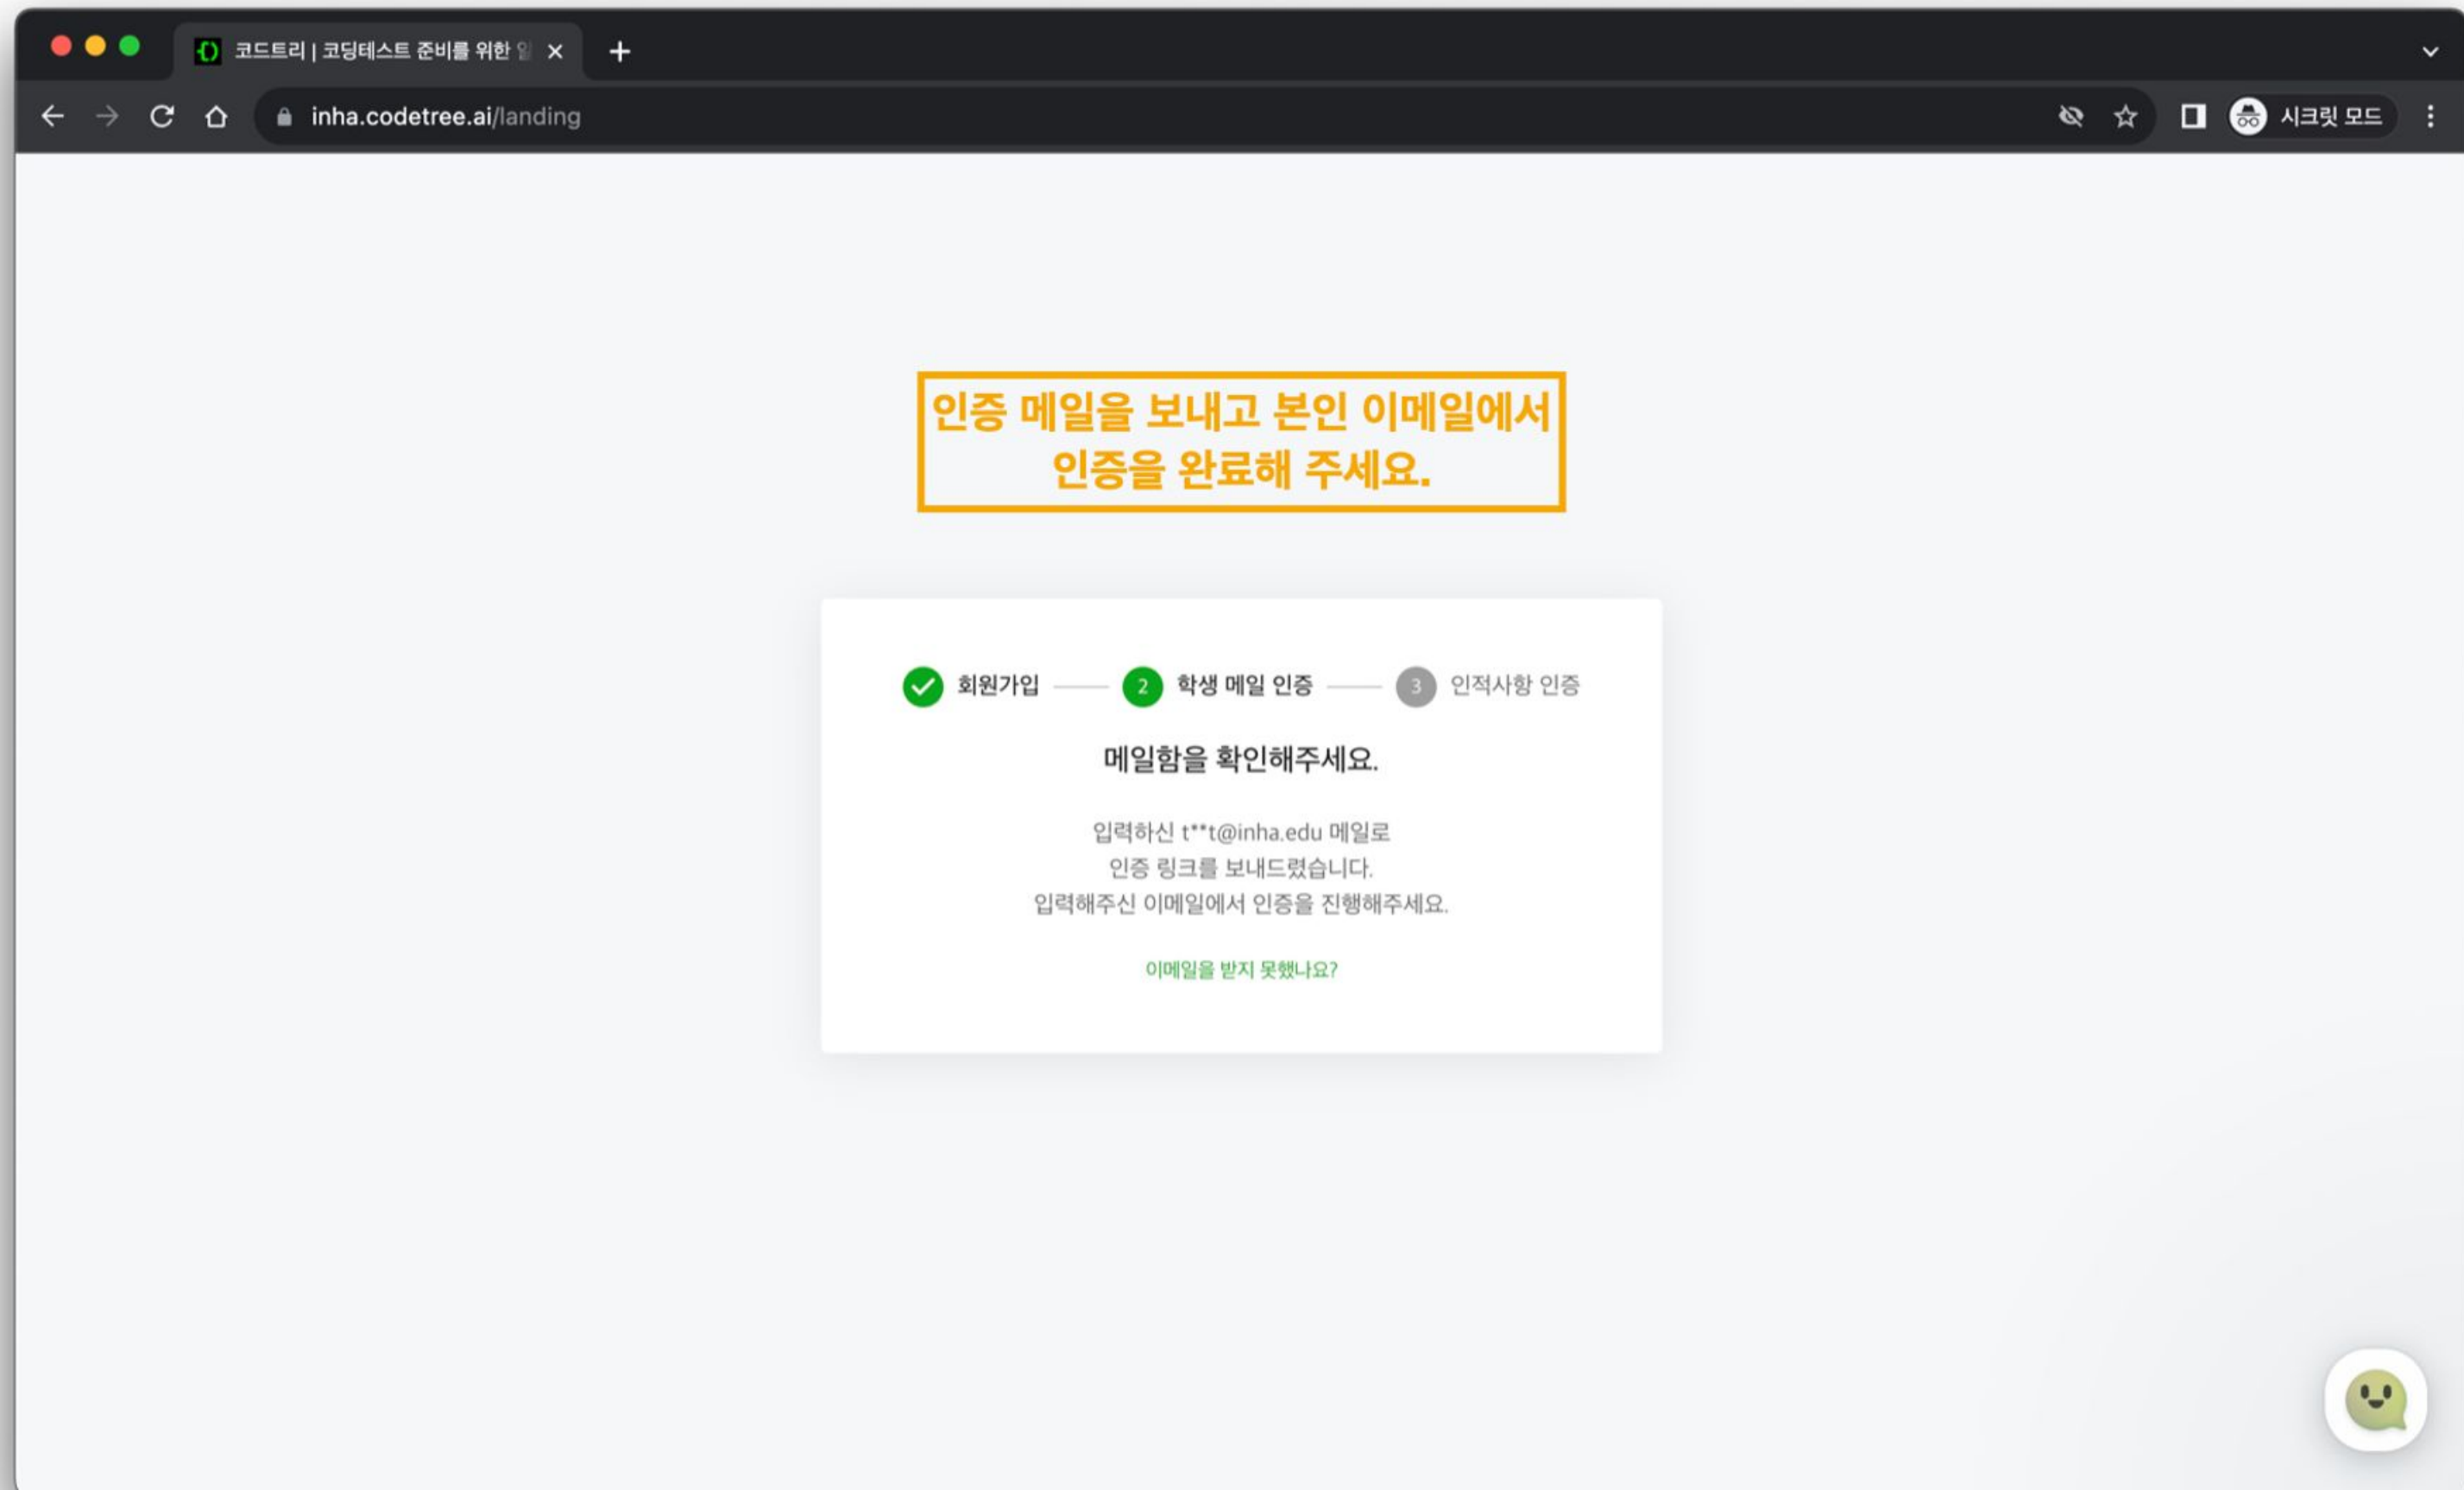 코드트리 | 코딩테스트 준비를 위한
inha.codetree.ai/landing
시크릿 모드
인증 메일을 보내고 본인 이메일에서
인증을 완료해 주세요.
회원가입
2 학생 메일 인증
3 인적사항 인증
메일함을 확인해주세요.
입력하신 t**t@inha.edu 메일로
인증 링크를 보내드렸습니다.
입력해주신 이메일에서 인증을 진행해주세요.
이메일을 받지 못했나요?